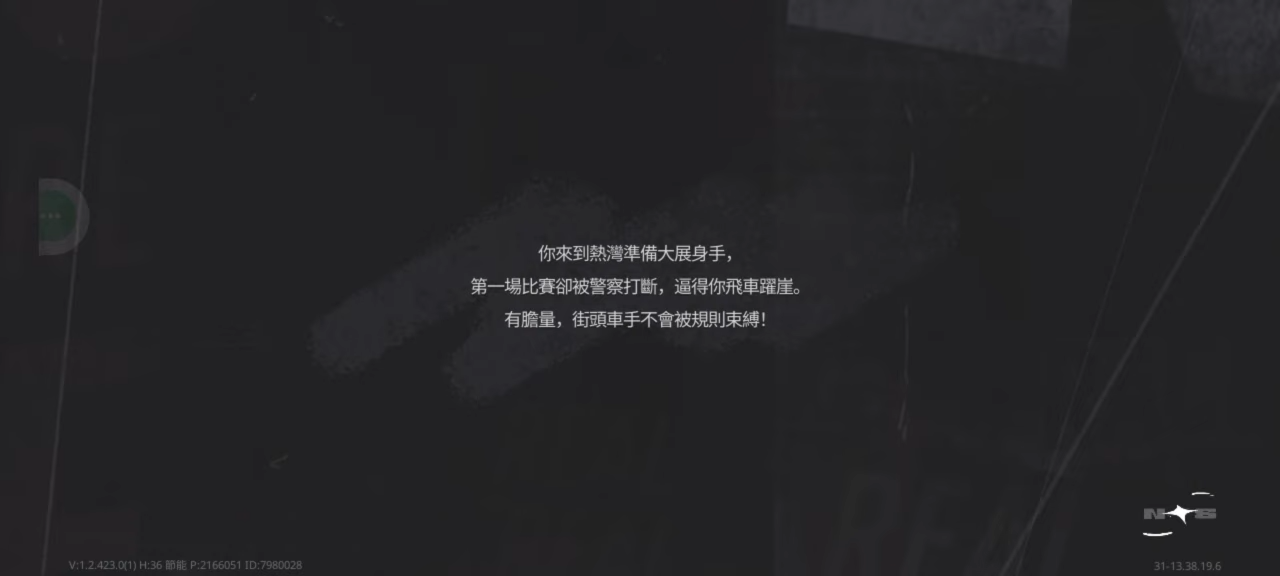 你來到熱灣準備大展身手，
第一場比賽卻被警察打斷，逼得你飛車躍崖。
有膽量，街頭車手不會被規則束縛！
N S
V:1.2.423.0(1) H:36 節能 P:2166051 ID:7980028
31-13.38.19.6